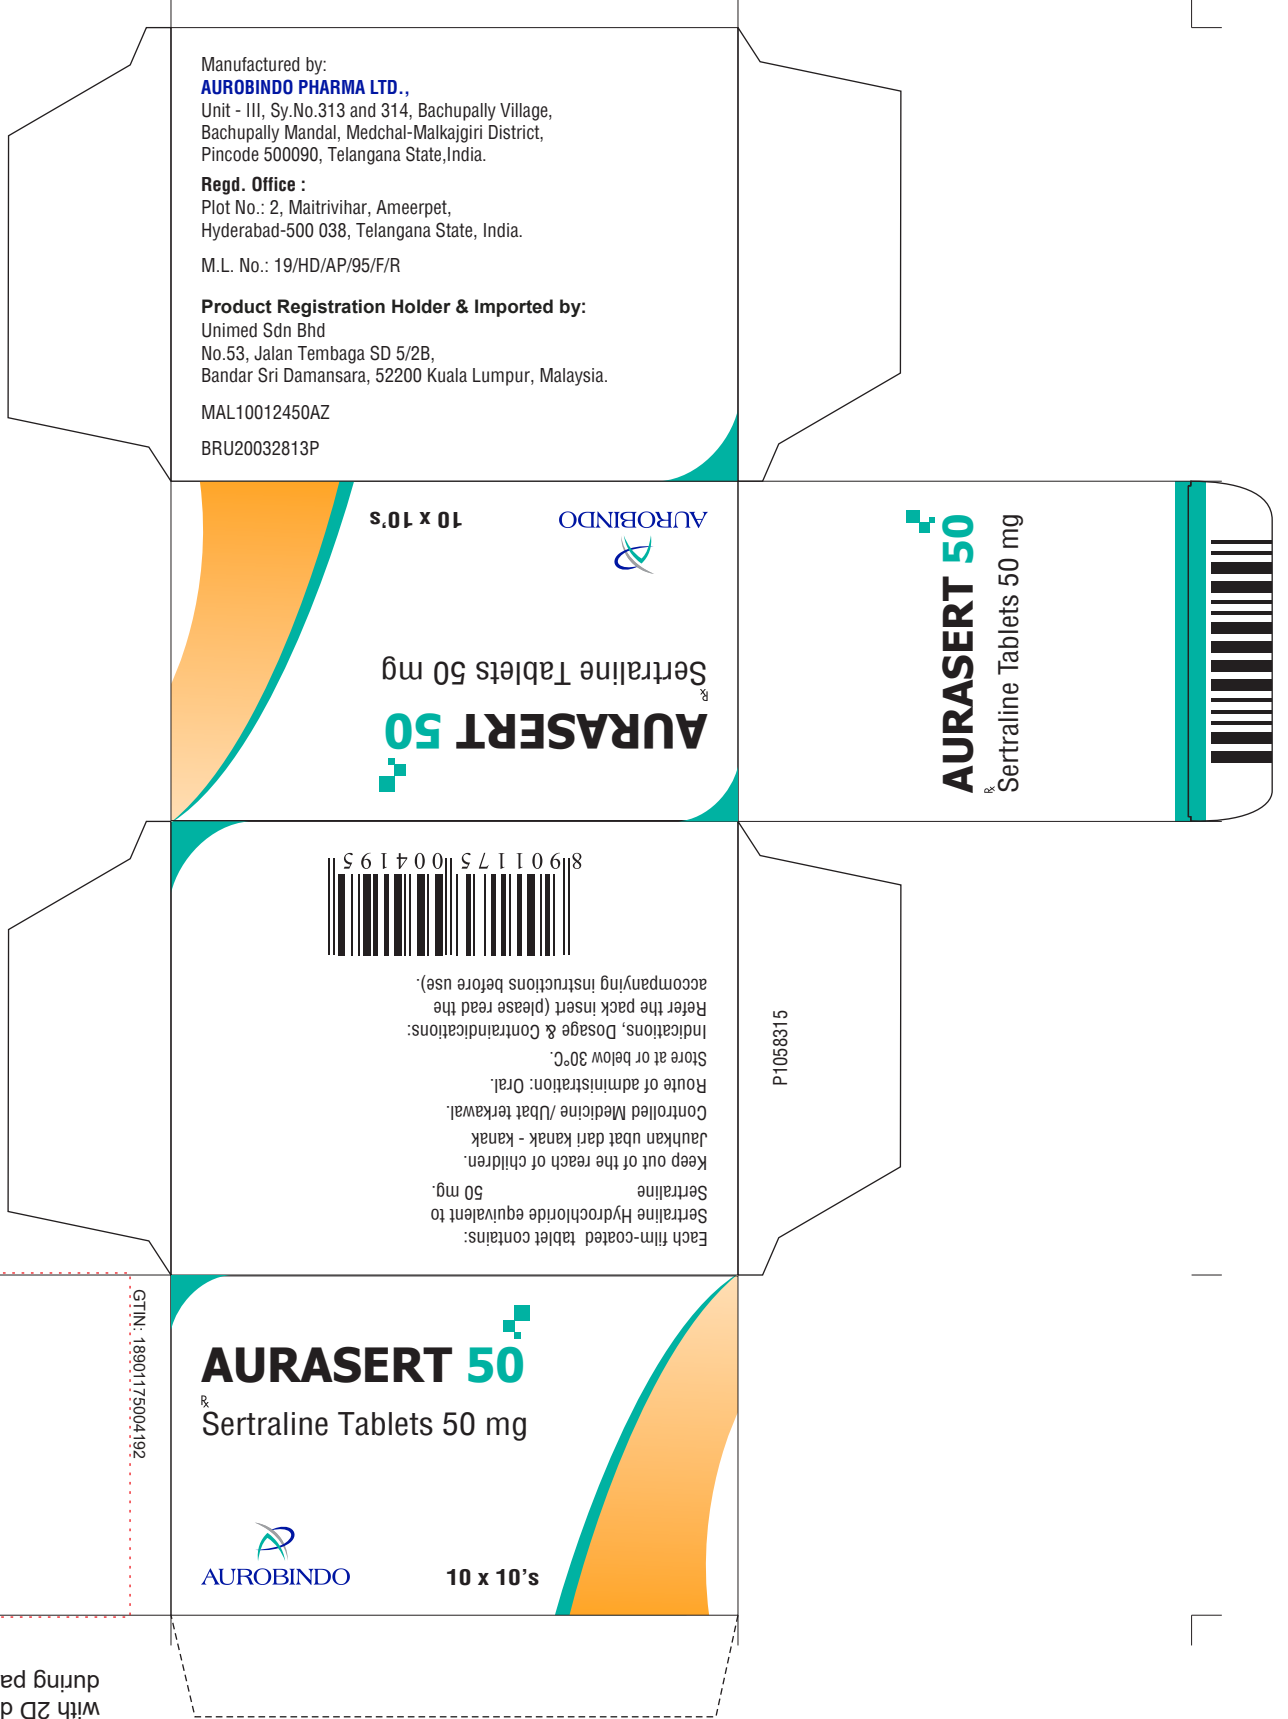 Manufactured by:
AUROBINDO PHARMA LTD.,
Unit - III, Sy.No.313 and 314, Bachupally Village,
Bachupally Mandal, Medchal-Malkajgiri District,
Pincode 500090, Telangana State,India.
Regd. Office :
Plot No.: 2, Maitrivihar, Ameerpet,
Hyderabad-500 038, Telangana State, India.
M.L. No.: 19/HD/AP/95/F/R
Product Registration Holder & Imported by:
Unimed Sdn Bhd
No.53, Jalan Tembaga SD 5/2B,
Bandar Sri Damansara, 52200 Kuala Lumpur, Malaysia.
MAL10012450AZ
BRU20032813P
AURASERT 50
℞
Sertraline Tablets 50 mg
AUROBINDO
10 x 10's
AURASERT 50
℞
Sertraline Tablets 50 mg
Each film-coated tablet contains:
Sertraline Hydrochloride equivalent to
Sertraline 50 mg.
Keep out of the reach of children.
Jauhkan ubat dari kanak - kanak
Controlled Medicine /Ubat terkawal.
Route of administration: Oral.
Store at or below 30°C.
Indications, Dosage & Contraindications:
Refer the pack insert (please read the
accompanying instructions before use).
8 901175 004195
P1058315
GTIN: 18901175004192
AURASERT 50
℞
Sertraline Tablets 50 mg
AUROBINDO
10 x 10's
with 2D d
during pa